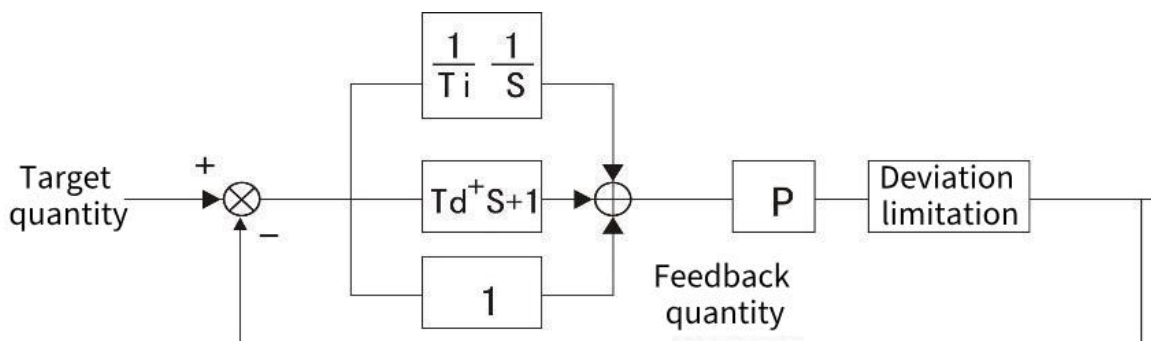 1 1
Ti S
+
Target
quantity
−
Td+S+1
1
P
Deviation
limitation
Feedback
quantity